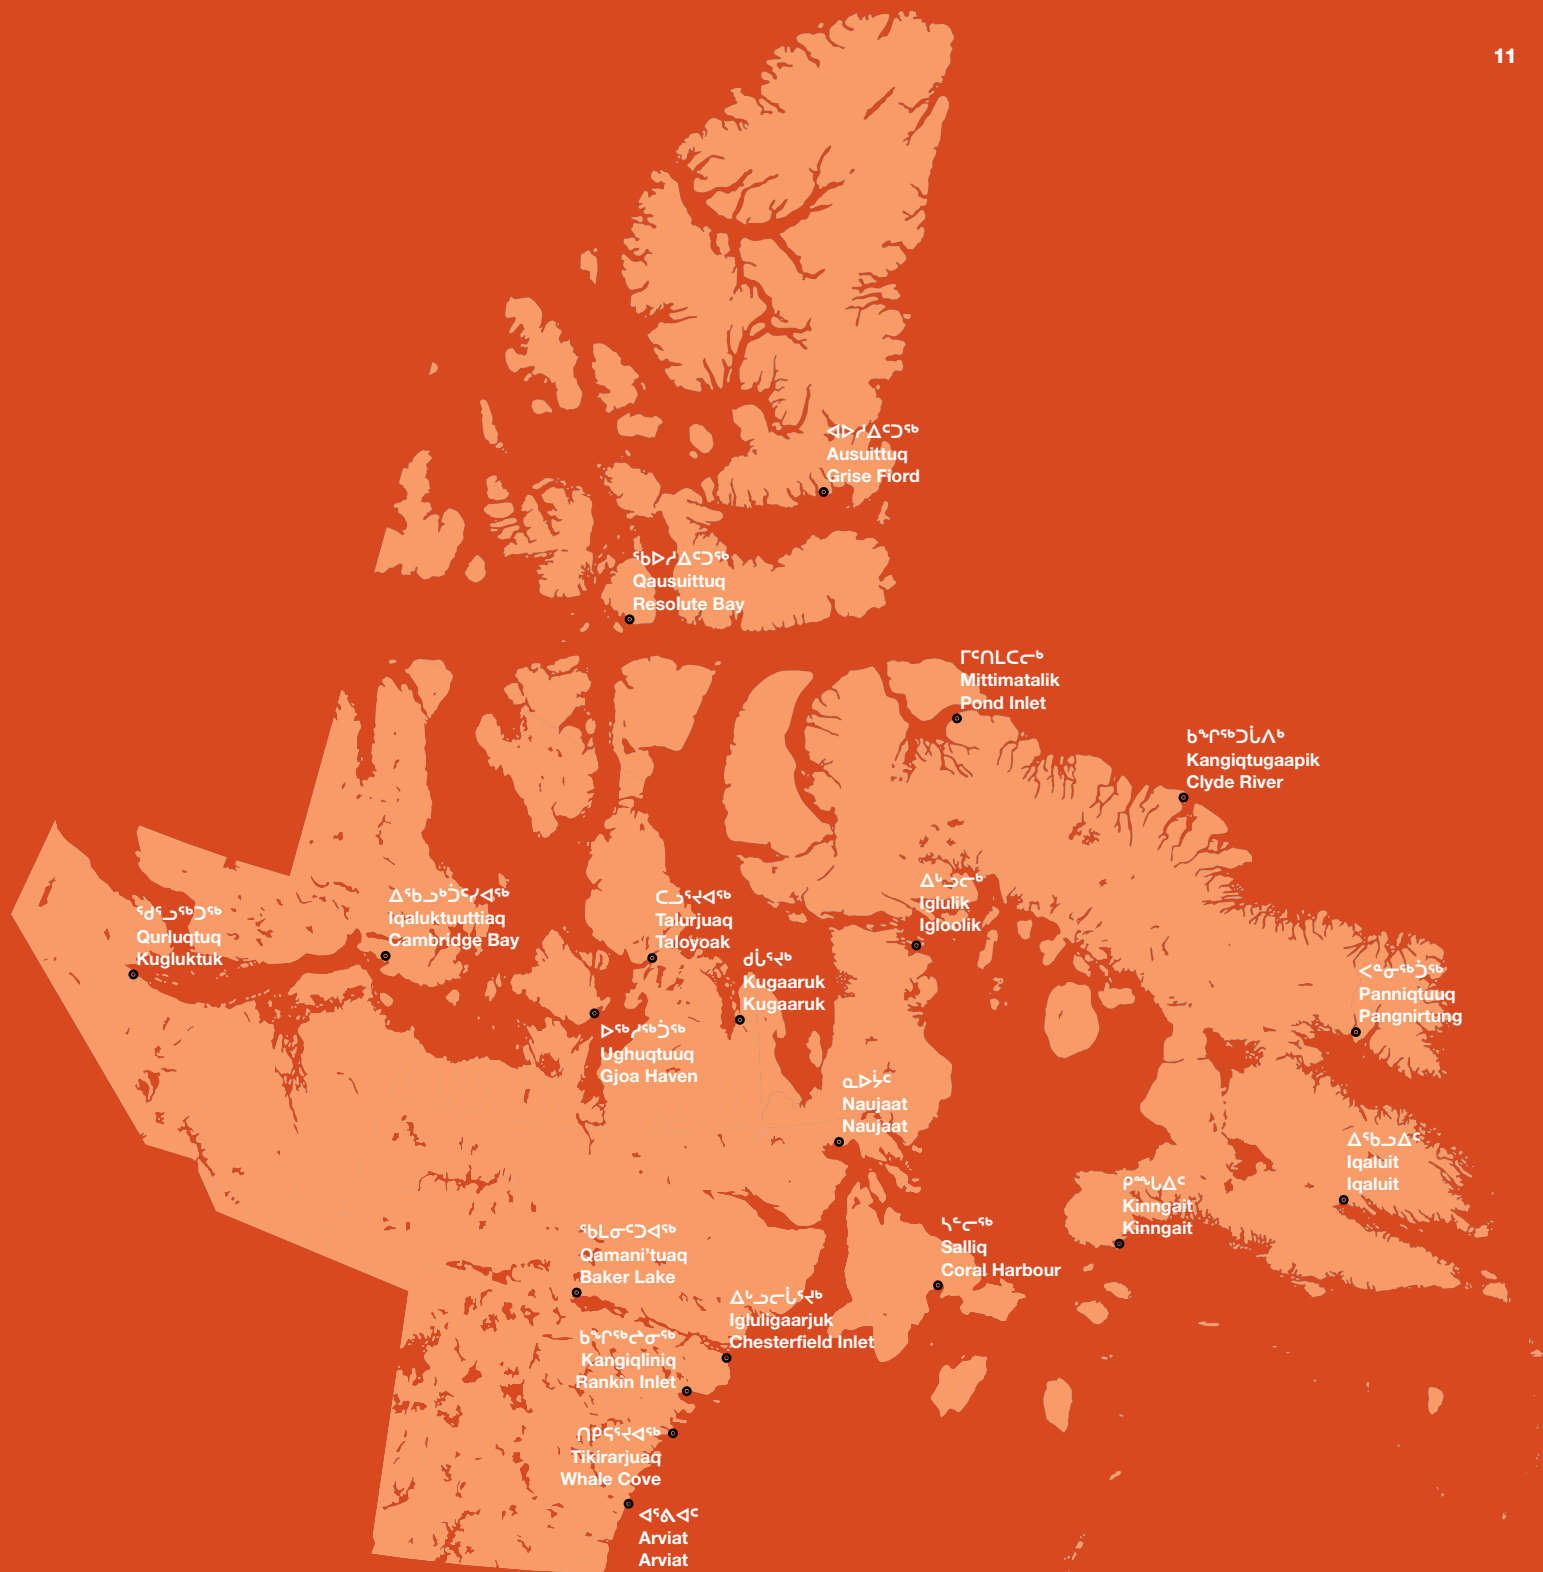 11
ᐊᐅᓱᐃᑦᑐᖅ
Ausuittuq
Grise Fiord
ᖃᐅᓱᐃᑦᑐᖅ
Qausuittuq
Resolute Bay
ᒥᑦᑎᒪᑕᓕᒃ
Mittimatalik
Pond Inlet
ᑲᖏᖅᑐᒑᐱᒃ
Kangiqtugaapik
Clyde River
ᐃᒡᓗᓕᒃ
Iglulik
Igloolik
ᐃᖃᓗᒃᑑᑦᓯᐊᖅ
Iqaluktuuttiaq
Cambridge Bay
ᑕᓗᕐᔪᐊᖅ
Talurjuaq
Taloyoak
ᖁᕐᓗᖅᑐᖅ
Qurluqtuq
Kugluktuk
ᑰᒑᕐᔪᒃ
Kugaaruk
Kugaaruk
ᐸᓐᓂᖅᑑᖅ
Panniqtuuq
Pangnirtung
ᐅᖅᓱᖅᑑᖅ
Ughuqtuuq
Gjoa Haven
ᓇᐅᔮᑦ
Naujaat
Naujaat
ᐃᖃᓗᐃᑦ
Iqaluit
Iqaluit
ᑭᙵᐃᑦ
Kinngait
Kinngait
ᓴᓪᓕᖅ
Salliq
Coral Harbour
ᖃᒪᓂᑦᑐᐊᖅ
Qamani'tuaq
Baker Lake
ᐃᒡᓗᓕᒑᕐᔪᒃ
Igluligaarjuk
Chesterfield Inlet
ᑲᖏᖅᖠᓂᖅ
Kangiqliniq
Rankin Inlet
ᑎᑭᕋᕐᔪᐊᖅ
Tikirarjuaq
Whale Cove
ᐊᕐᕕᐊᑦ
Arviat
Arviat